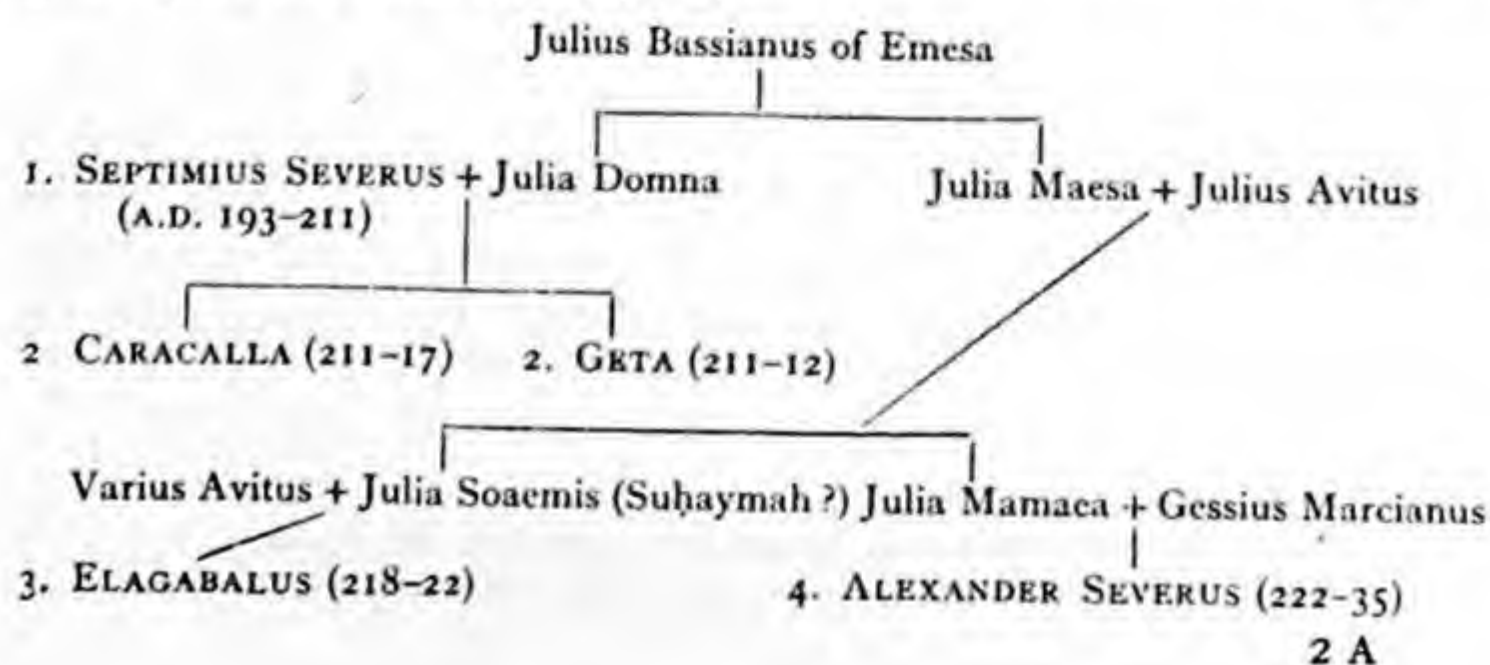 Julius Bassianus of Emesa
1. SEPTIMIUS SEVERUS + Julia Domna Julia Maesa + Julius Avitus
(A.D. 193–211)
2 CARACALLA (211–17) 2. GETA (211–12)
Varius Avitus + Julia Soaemis (Suḥaymah ?) Julia Mamaea + Gessius Marcianus
3. ELAGABALUS (218–22) 4. ALEXANDER SEVERUS (222–35)
2 A